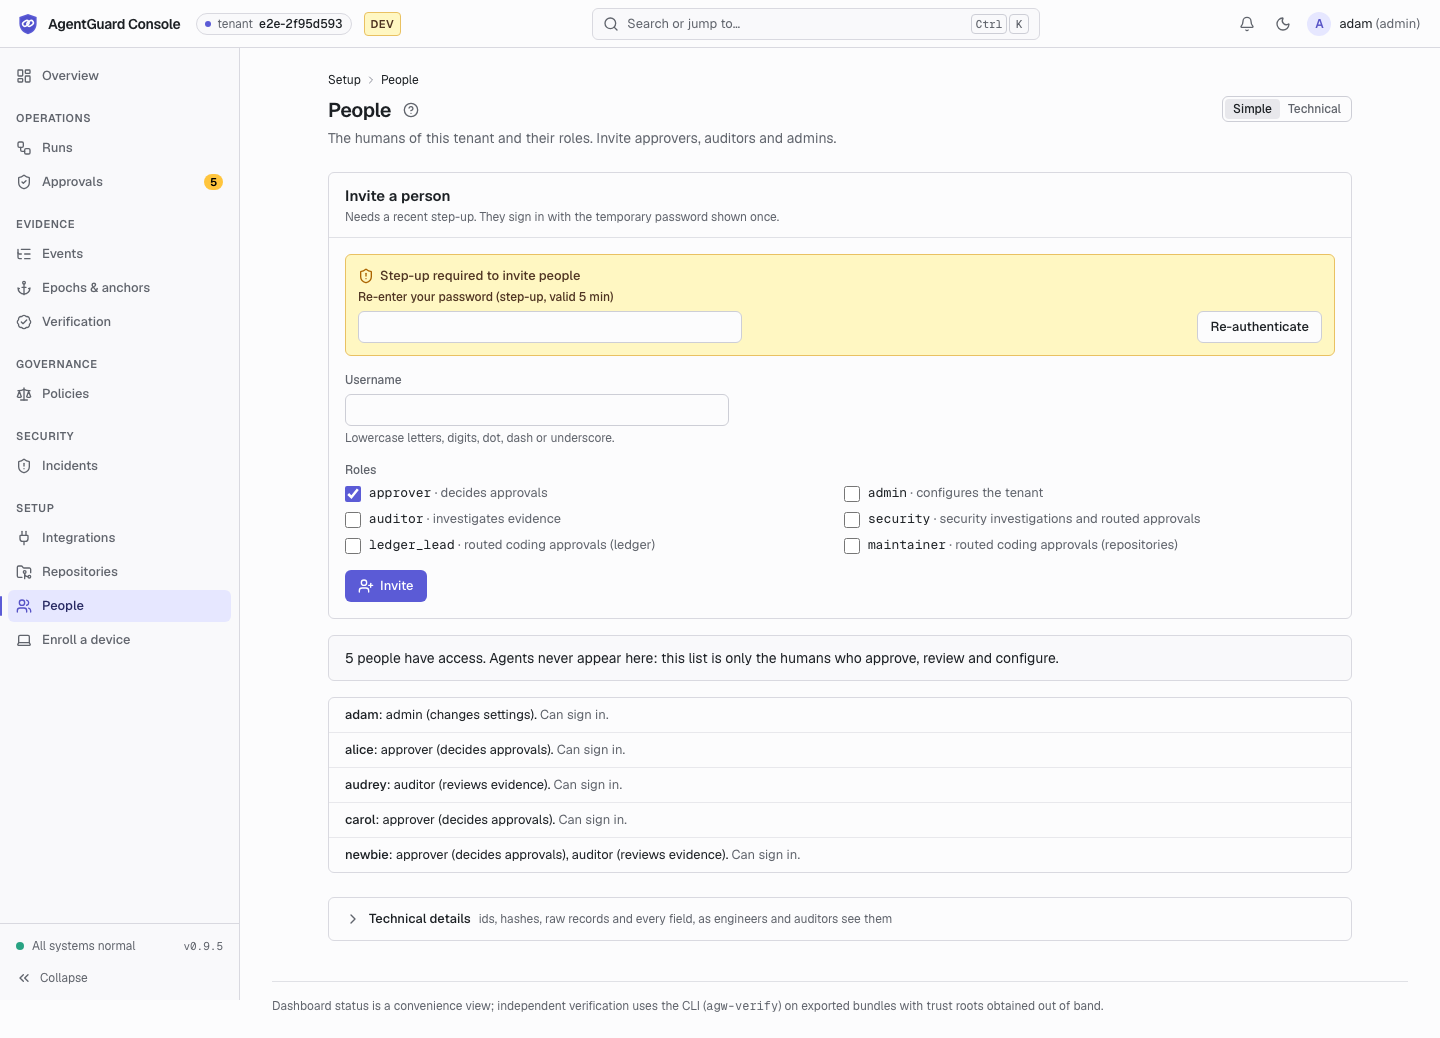 AgentGuard Console
tenant e2e-2f95d593
DEV
Search or jump to...
Ctrl K
A
adam (admin)
Overview
OPERATIONS
Runs
Approvals
5
EVIDENCE
Events
Epochs & anchors
Verification
GOVERNANCE
Policies
SECURITY
Incidents
SETUP
Integrations
Repositories
People
Enroll a device
All systems normal
v0.9.5
Collapse
Setup > People
People
Simple
Technical
The humans of this tenant and their roles. Invite approvers, auditors and admins.
Invite a person
Needs a recent step-up. They sign in with the temporary password shown once.
Step-up required to invite people
Re-enter your password (step-up, valid 5 min)
Re-authenticate
Username
Lowercase letters, digits, dot, dash or underscore.
Roles
approver · decides approvals
admin · configures the tenant
auditor · investigates evidence
security · security investigations and routed approvals
ledger_lead · routed coding approvals (ledger)
maintainer · routed coding approvals (repositories)
Invite
5 people have access. Agents never appear here: this list is only the humans who approve, review and configure.
adam: admin (changes settings). Can sign in.
alice: approver (decides approvals). Can sign in.
audrey: auditor (reviews evidence). Can sign in.
carol: approver (decides approvals). Can sign in.
newbie: approver (decides approvals), auditor (reviews evidence). Can sign in.
Technical details ids, hashes, raw records and every field, as engineers and auditors see them
Dashboard status is a convenience view; independent verification uses the CLI (agw-verify) on exported bundles with trust roots obtained out of band.